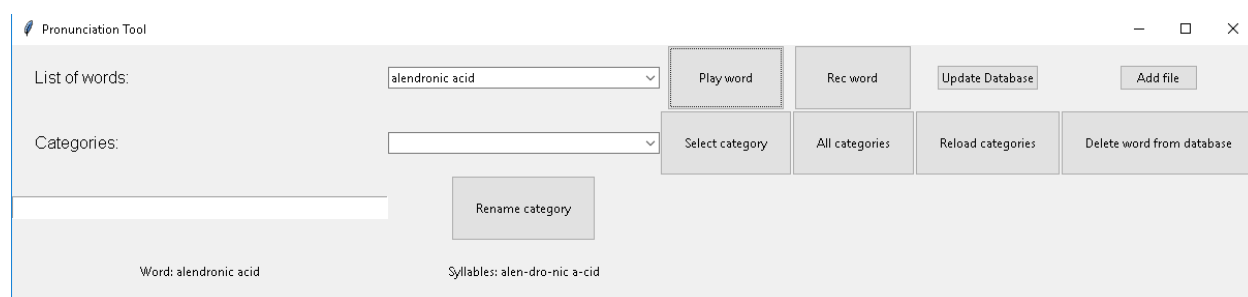 Pronunciation Tool
List of words: alendronic acid Play word Rec word Update Database Add file
Categories: Select category All categories Reload categories Delete word from database
Rename category
Word: alendronic acid Syllables: alen-dro-nic a-cid